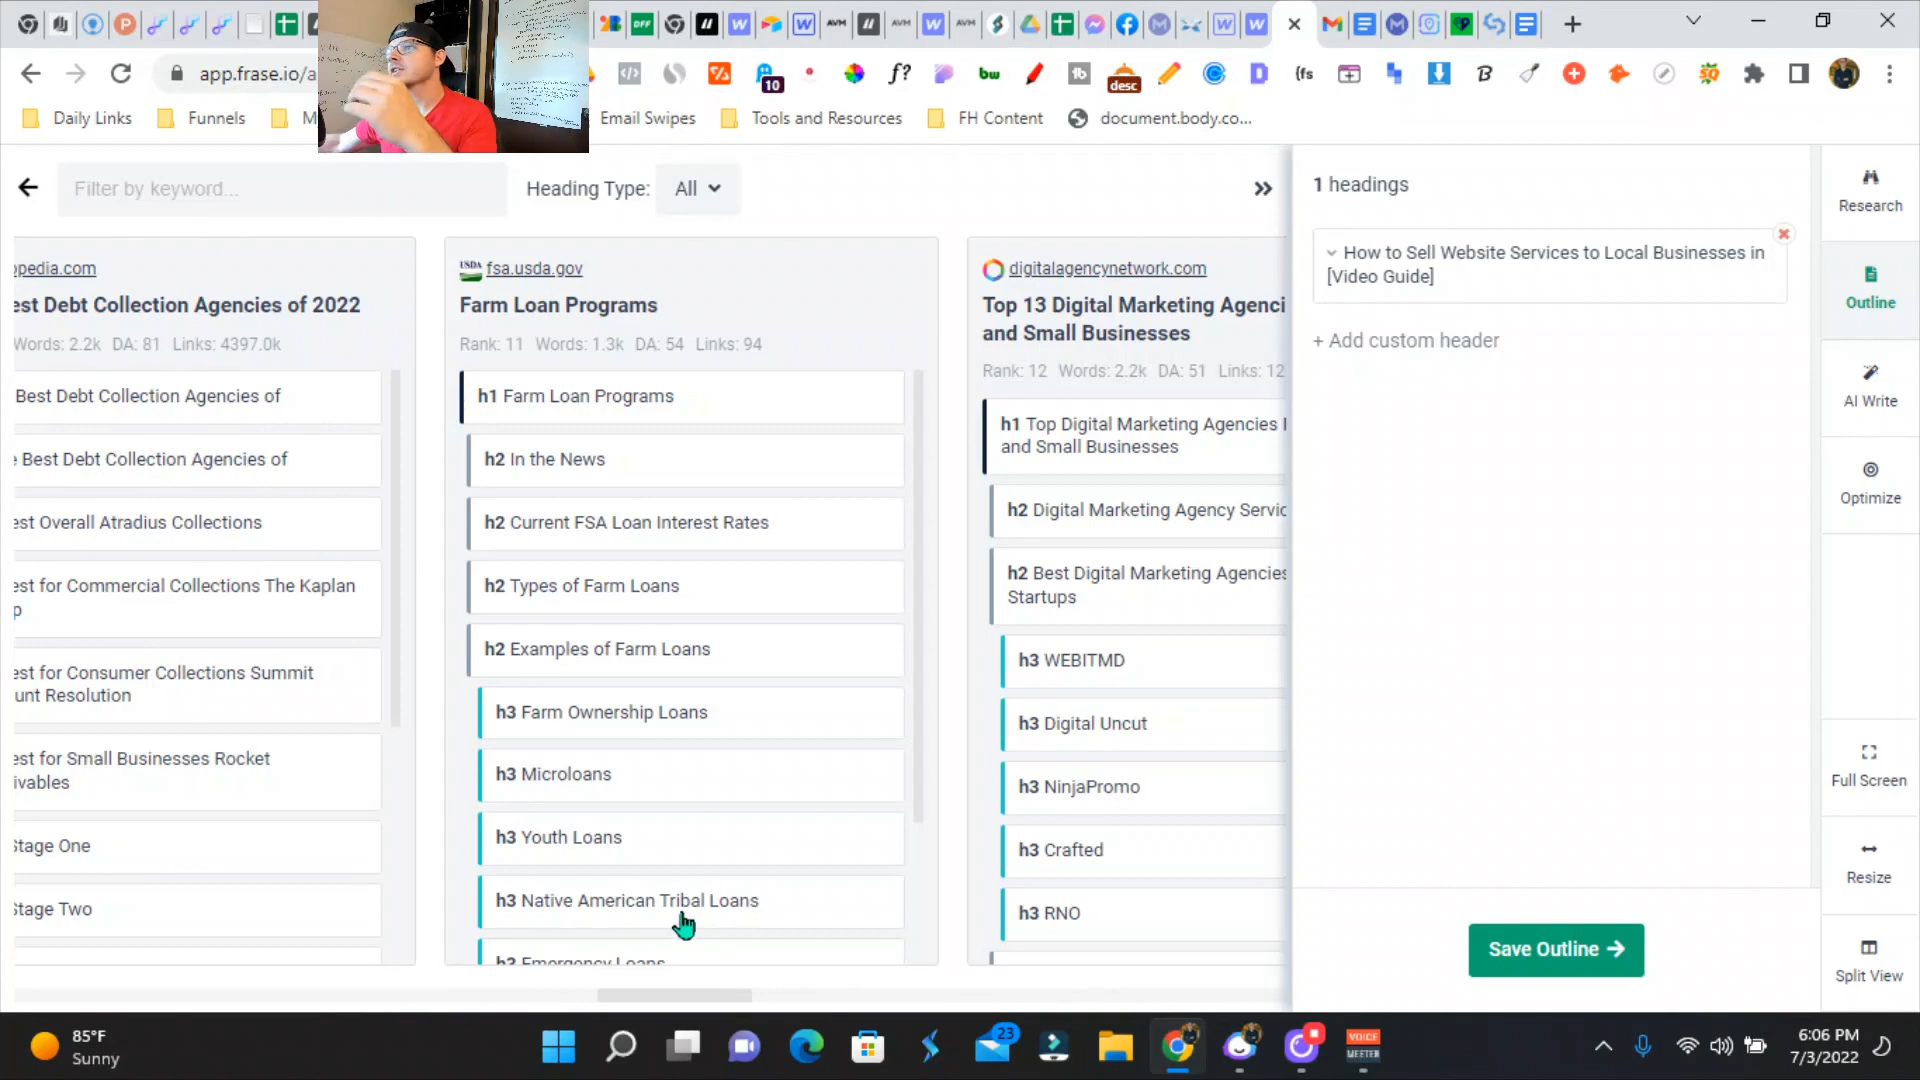 app.frase.io/a
10
f?
bw
desc
{fs
Daily Links
Funnels
M
Email Swipes
Tools and Resources
FH Content
document.body.co...
Filter by keyword...
Heading Type:
All
1 headings
How to Sell Website Services to Local Businesses in
[Video Guide]
+ Add custom header
Save Outline
pedia.com
est Debt Collection Agencies of 2022
Words: 2.2k DA: 81 Links: 4397.0k
Best Debt Collection Agencies of
e Best Debt Collection Agencies of
est Overall Atradius Collections
est for Commercial Collections The Kaplan
p
est for Consumer Collections Summit
unt Resolution
est for Small Businesses Rocket
ivables
Stage One
Stage Two
USDA
fsa.usda.gov
Farm Loan Programs
Rank: 11 Words: 1.3k DA: 54 Links: 94
h1 Farm Loan Programs
h2 In the News
h2 Current FSA Loan Interest Rates
h2 Types of Farm Loans
h2 Examples of Farm Loans
h3 Farm Ownership Loans
h3 Microloans
h3 Youth Loans
h3 Native American Tribal Loans
h3 Emergency Loans
digitalagencynetwork.com
Top 13 Digital Marketing Agenci
and Small Businesses
Rank: 12 Words: 2.2k DA: 51 Links: 12
h1 Top Digital Marketing Agencies
and Small Businesses
h2 Digital Marketing Agency Servic
h2 Best Digital Marketing Agencies
Startups
h3 WEBITMD
h3 Digital Uncut
h3 NinjaPromo
h3 Crafted
h3 RNO
Research
Outline
AI Write
Optimize
Full Screen
Resize
Split View
85°F
Sunny
23
VOICE
MEETER
6:06 PM
7/3/2022